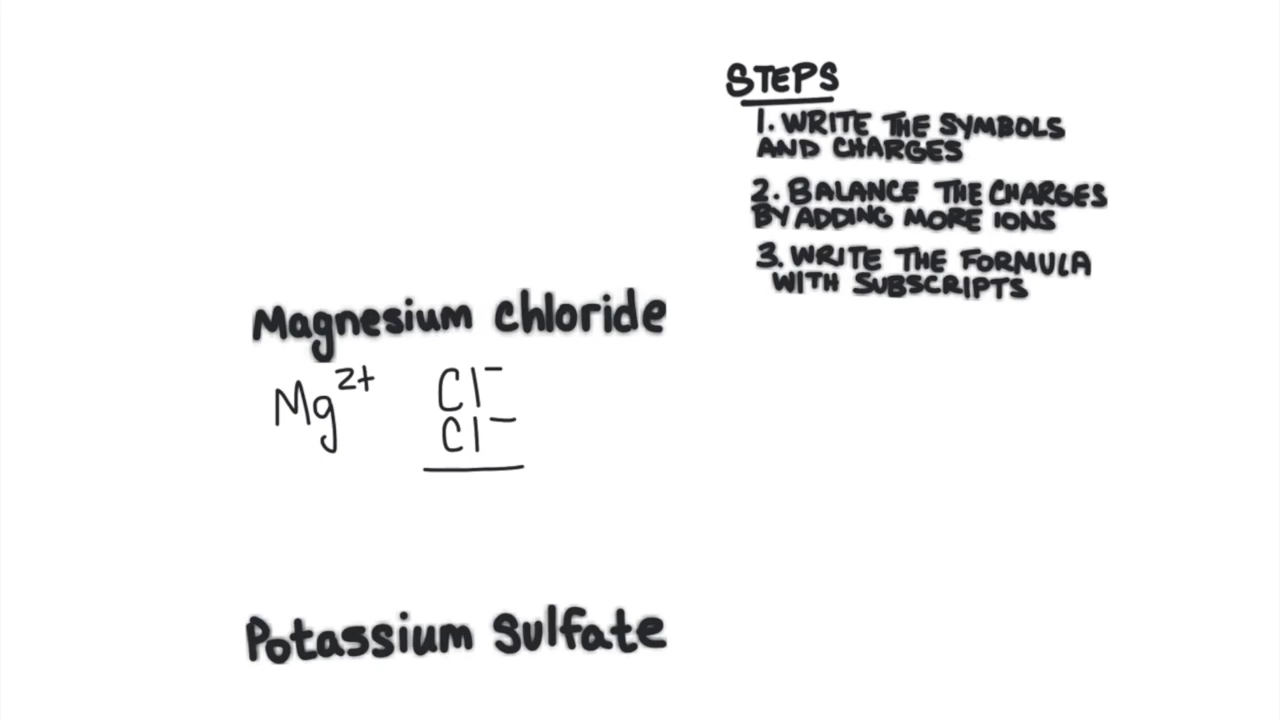 STEPS
1. WRITE THE SYMBOLS
AND CHARGES
2. BALANCE THE CHARGES
BY ADDING MORE IONS
3. WRITE THE FORMULA
WITH SUBSCRIPTS
Magnesium chloride
Mg²⁺ Cl⁻
Cl⁻
Potassium sulfate